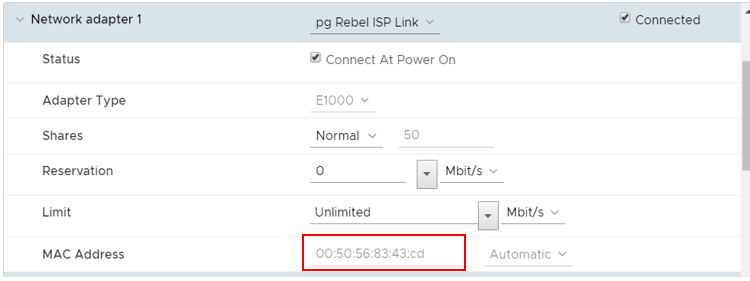 Network adapter 1 pg Rebel ISP Link Connected
Status Connect At Power On
Adapter Type E1000
Shares Normal 50
Reservation 0 Mbit/s
Limit Unlimited Mbit/s
MAC Address 00:50:56:83:43:cd Automatic